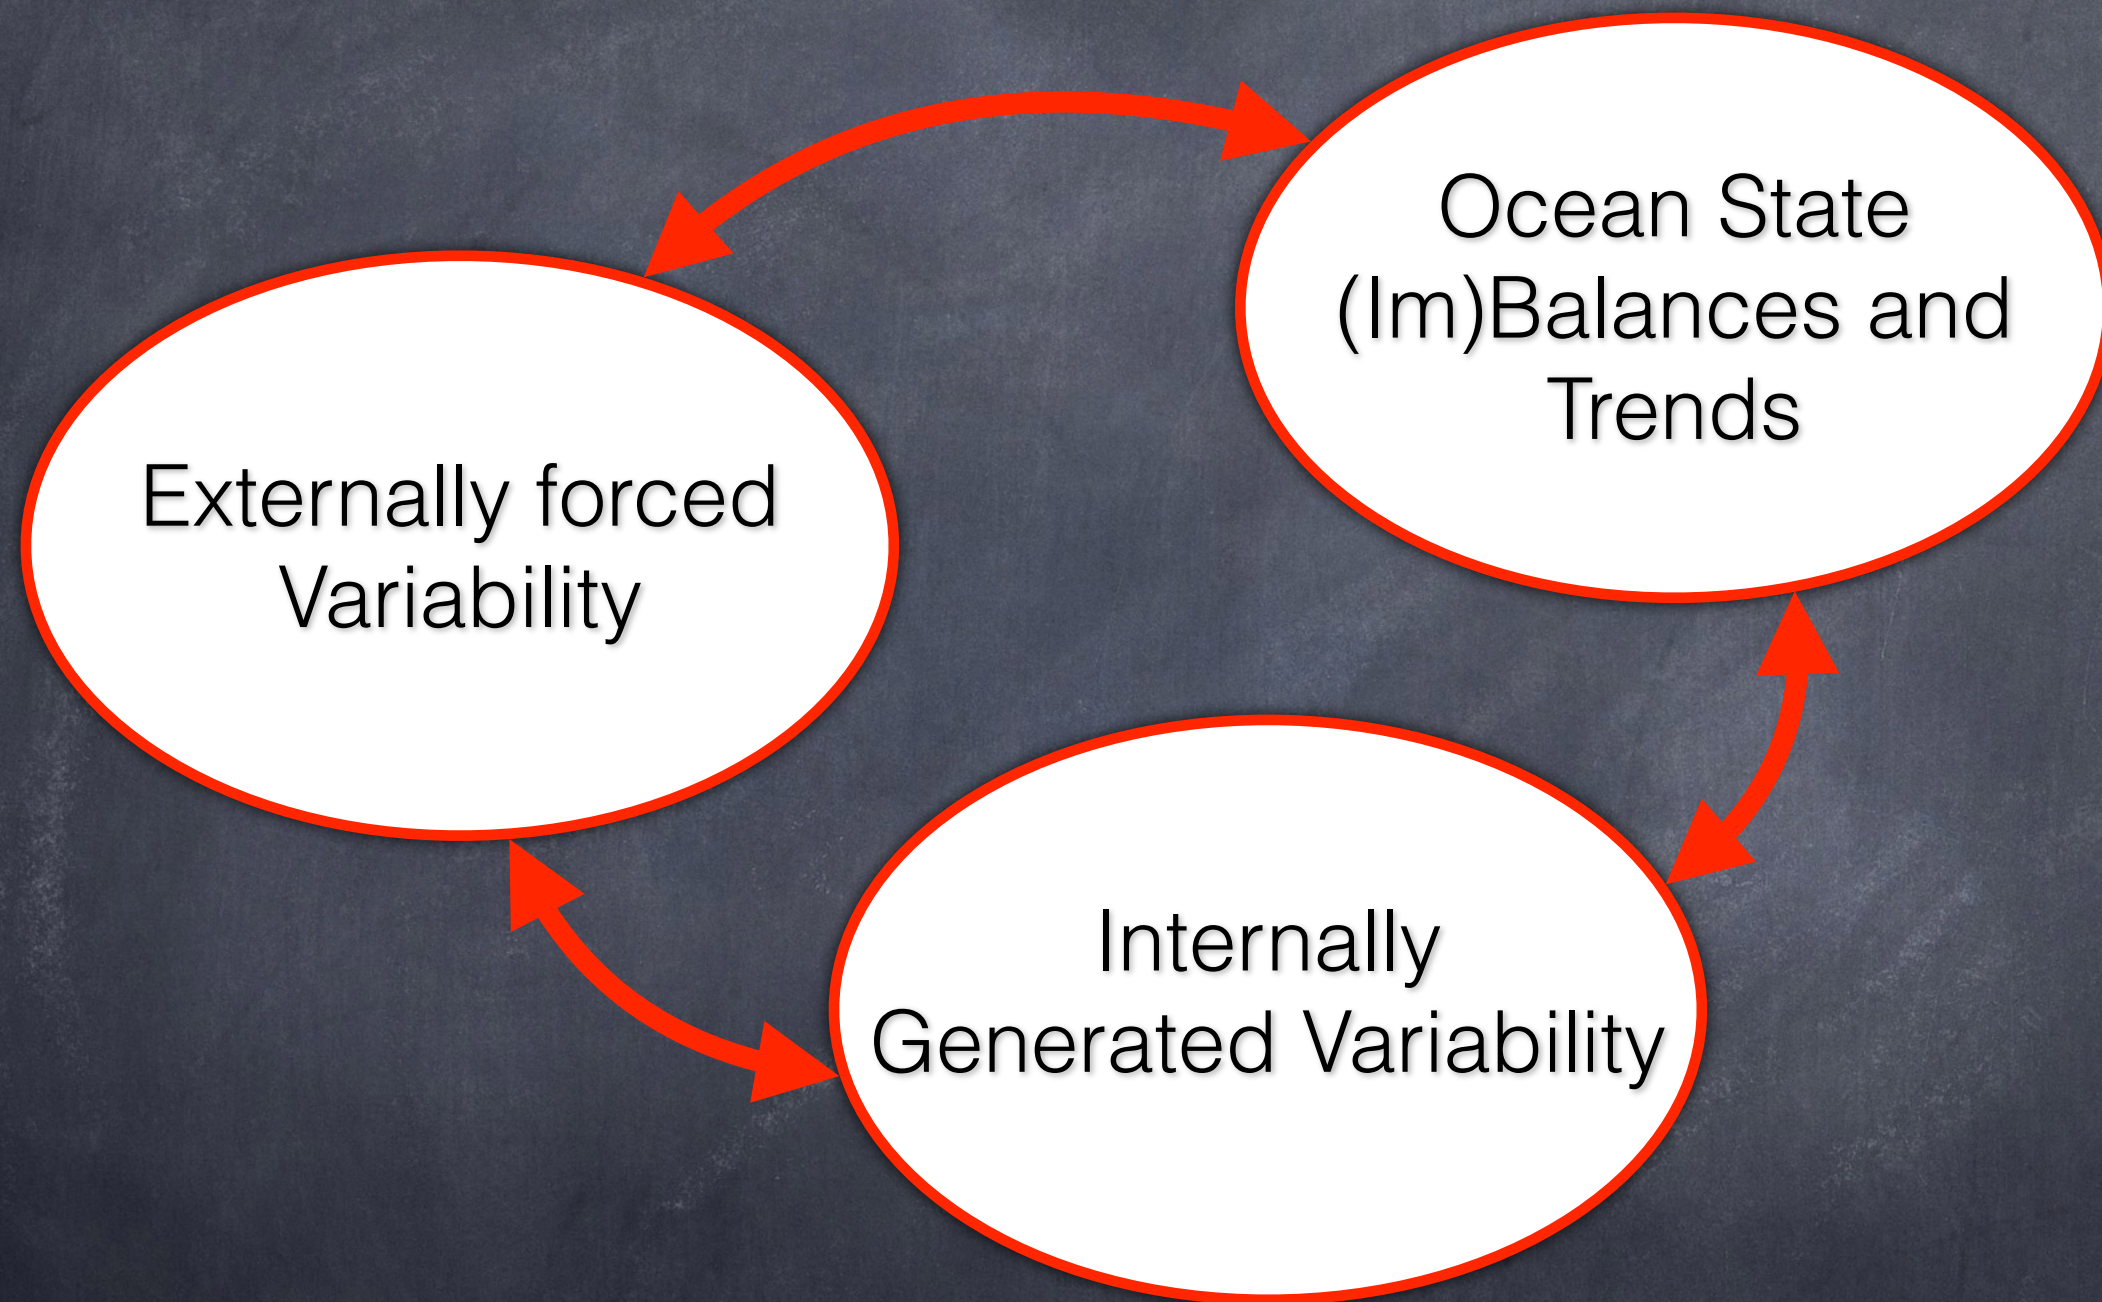 Ocean State
(Im)Balances and
Trends
Externally forced
Variability
Internally
Generated Variability